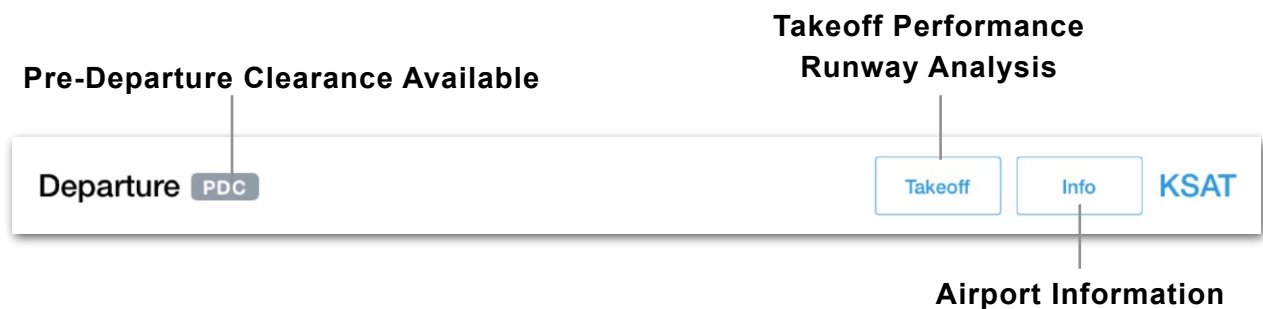 Takeoff Performance
Runway Analysis
Pre-Departure Clearance Available
Departure PDC Takeoff Info KSAT
Airport Information